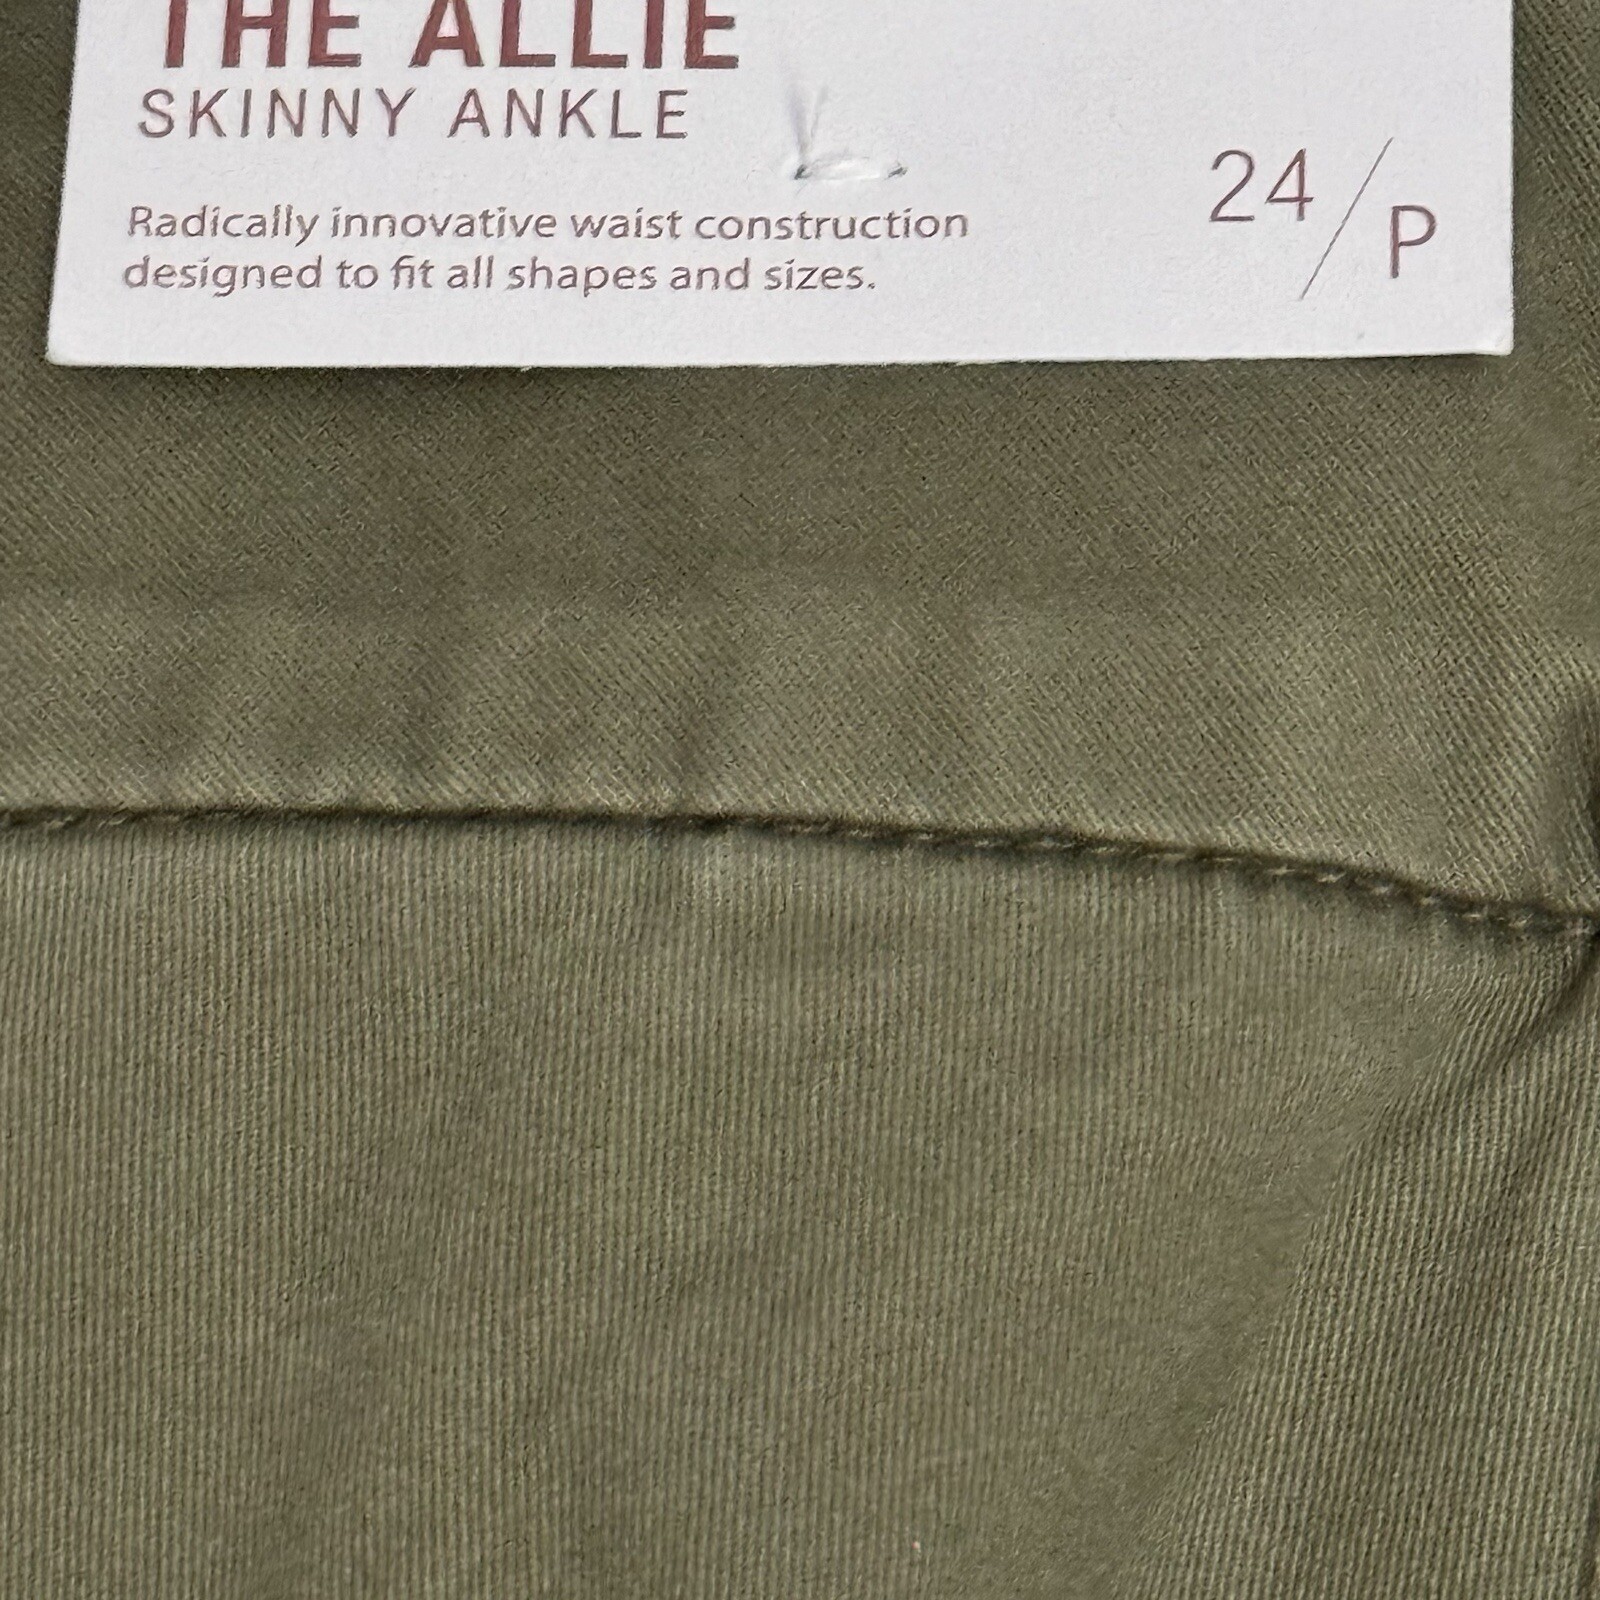 THE ALLIE
SKINNY ANKLE
Radically innovative waist construction
designed to fit all shapes and sizes.
24/P